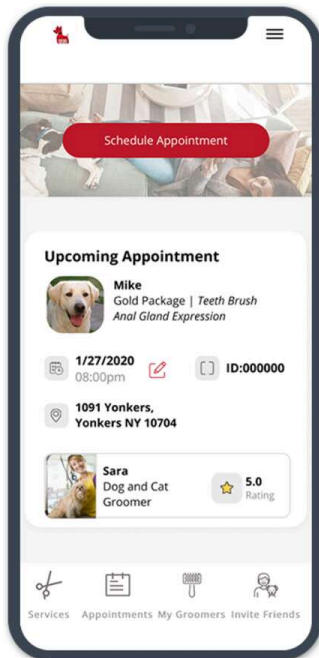 Schedule Appointment
Upcoming Appointment
Mike
Gold Package | Teeth Brush
Anal Gland Expression
1/27/2020
08:00pm
ID:000000
1091 Yonkers,
Yonkers NY 10704
Sara
Dog and Cat
Groomer
5.0
Rating
Services Appointments My Groomers Invite Friends